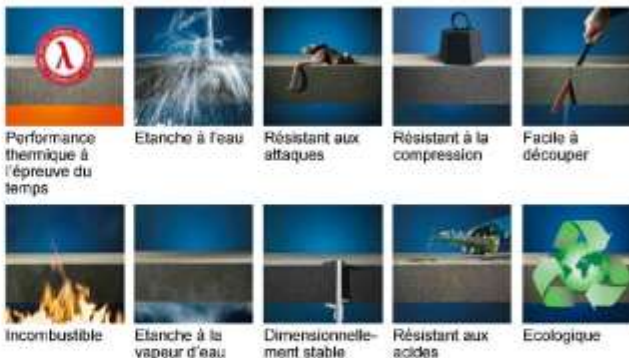 λ
Performance
thermique à
l'épreuve du
temps
Etanche à l'eau
Résistant aux
attaques
Résistant à la
compression
Facile à
découper
Incombustible
Etanche à la
vapeur d'eau
Dimensionnelle-
ment stable
Résistant aux
acides
Ecologique